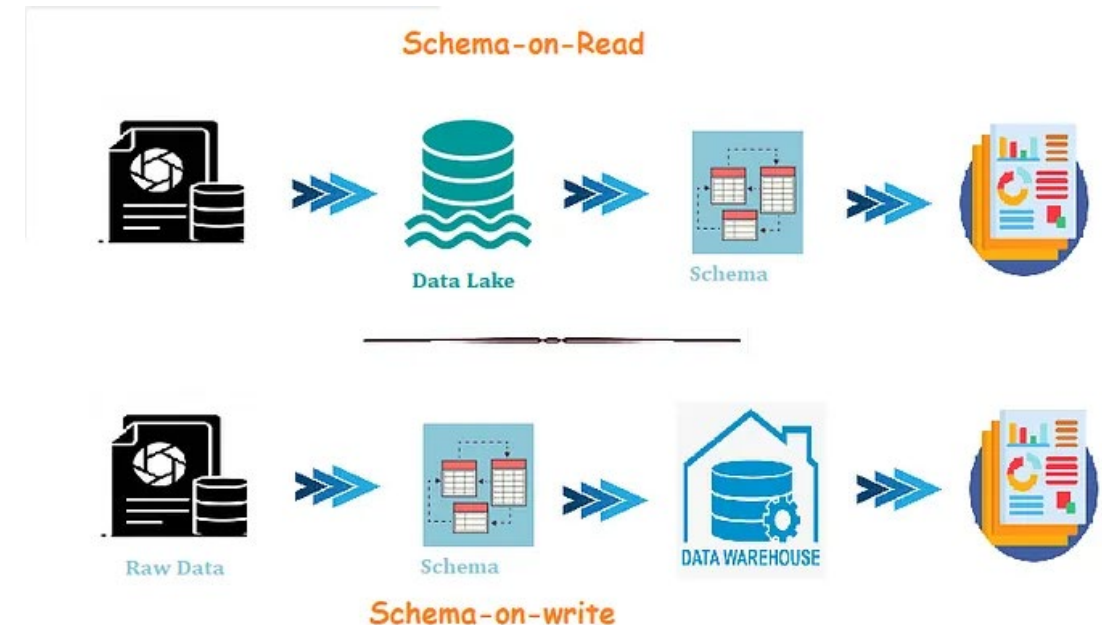 Schema-on-Read
Data Lake
Schema
Raw Data
Schema
DATA WAREHOUSE
Schema-on-write